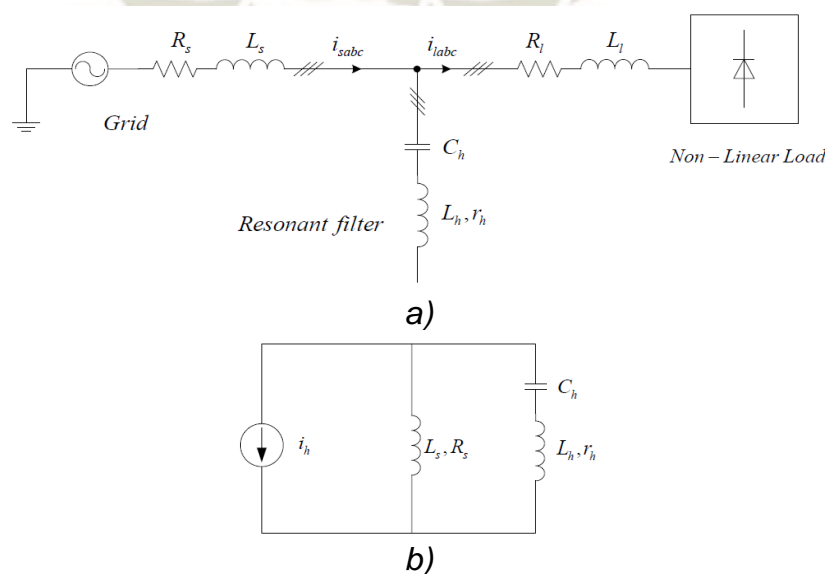 R_s L_s i_sabc i_labc R_l L_l
Grid
C_h
Non – Linear Load
Resonant filter L_h, r_h
a)
C_h
i_h L_s, R_s L_h, r_h
b)